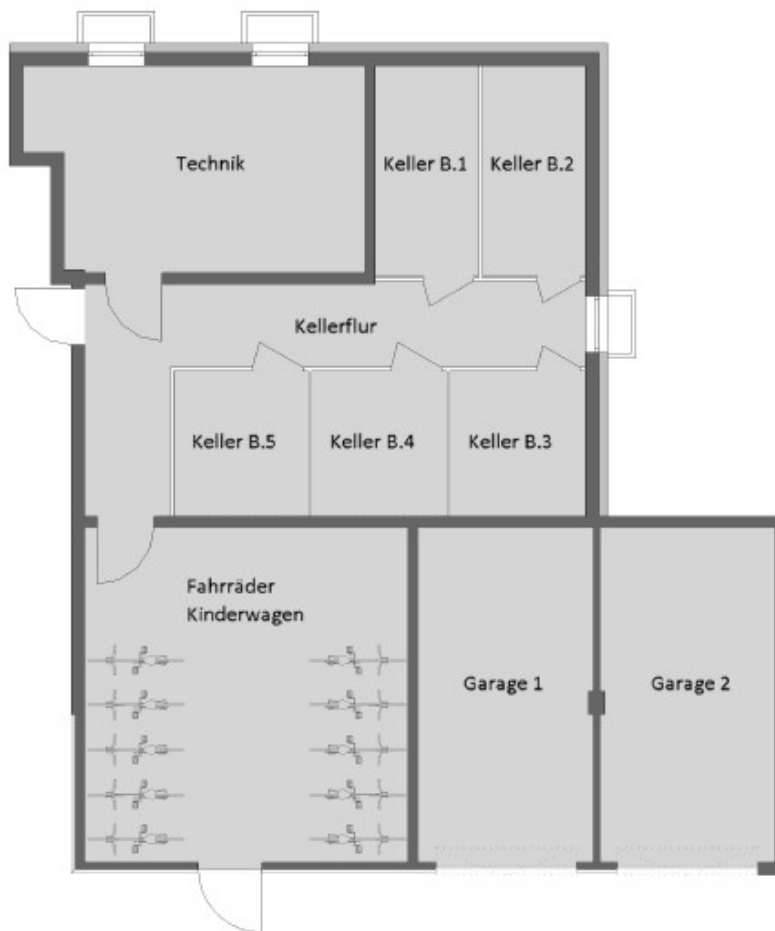 Technik
Keller B.1
Keller B.2
Kellerflur
Keller B.5
Keller B.4
Keller B.3
Fahrräder
Kinderwagen
Garage 1
Garage 2